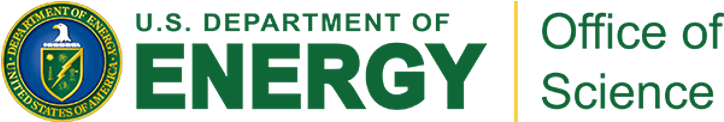 DEPARTMENT OF ENERGY
UNITED STATES OF AMERICA
U.S. DEPARTMENT OF
ENERGY
Office of
Science